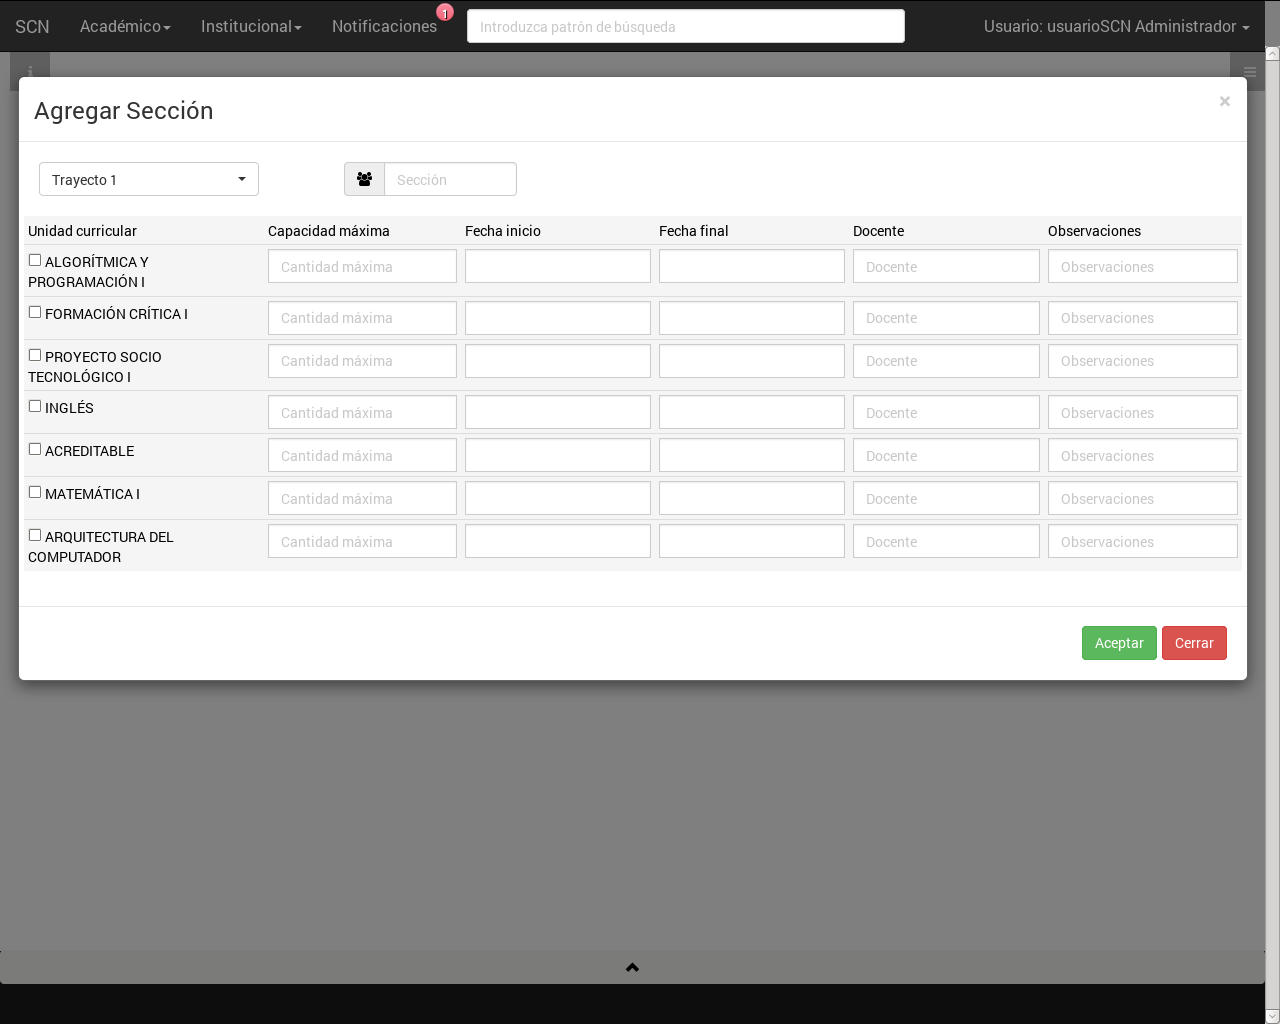 SCN Académico Institucional Notificaciones 1 Introduzca patrón de búsqueda Usuario: usuarioSCN Administrador
Agregar Sección ×
Trayecto 1 Sección
Unidad curricular Capacidad máxima Fecha inicio Fecha final Docente Observaciones
ALGORÍTMICA Y Cantidad máxima Docente Observaciones
PROGRAMACIÓN I
FORMACIÓN CRÍTICA I Cantidad máxima Docente Observaciones
PROYECTO SOCIO Cantidad máxima Docente Observaciones
TECNOLÓGICO I
INGLÉS Cantidad máxima Docente Observaciones
ACREDITABLE Cantidad máxima Docente Observaciones
MATEMÁTICA I Cantidad máxima Docente Observaciones
ARQUITECTURA DEL Cantidad máxima Docente Observaciones
COMPUTADOR
Aceptar Cerrar